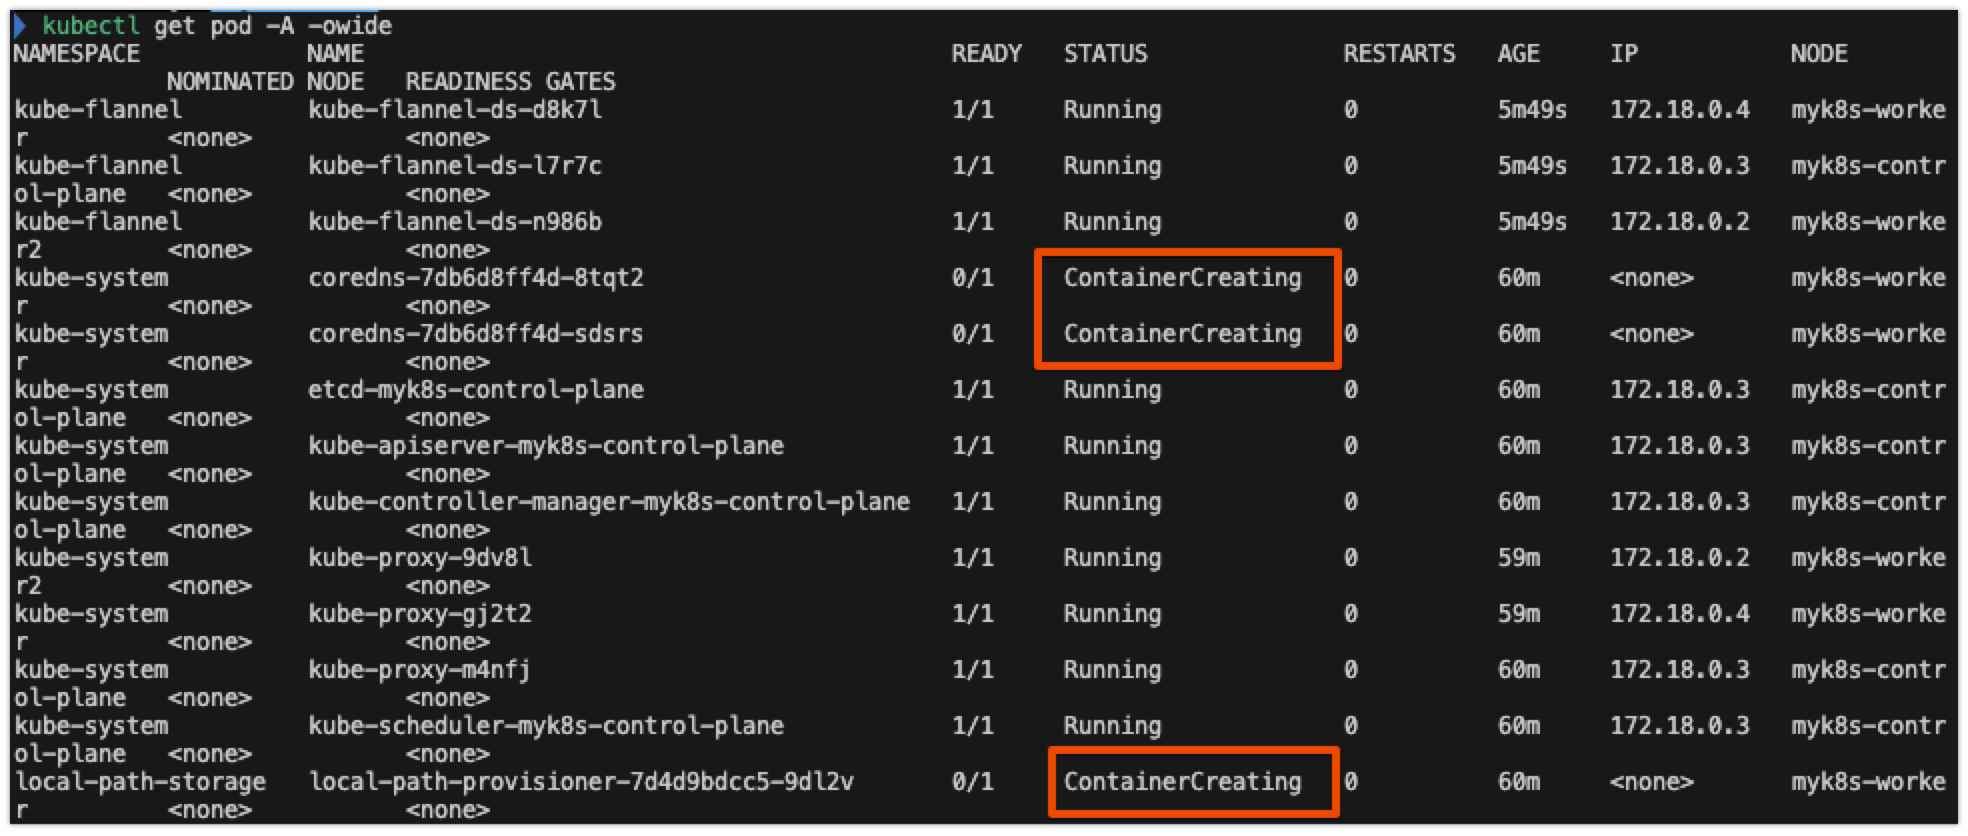 kubectl get pod -A -owide
NAMESPACE            NAME                                          READY   STATUS              RESTARTS   AGE     IP           NODE
           NOMINATED NODE   READINESS GATES
kube-flannel         kube-flannel-ds-d8k7l                         1/1     Running             0          5m49s   172.18.0.4   myk8s-worke
r          <none>           <none>
kube-flannel         kube-flannel-ds-l7r7c                         1/1     Running             0          5m49s   172.18.0.3   myk8s-contr
ol-plane   <none>           <none>
kube-flannel         kube-flannel-ds-n986b                         1/1     Running             0          5m49s   172.18.0.2   myk8s-worke
r2         <none>           <none>
kube-system          coredns-7db6d8ff4d-8tqt2                      0/1     ContainerCreating   0          60m     <none>       myk8s-worke
r          <none>           <none>
kube-system          coredns-7db6d8ff4d-sdsrs                      0/1     ContainerCreating   0          60m     <none>       myk8s-worke
r          <none>           <none>
kube-system          etcd-myk8s-control-plane                      1/1     Running             0          60m     172.18.0.3   myk8s-contr
ol-plane   <none>           <none>
kube-system          kube-apiserver-myk8s-control-plane            1/1     Running             0          60m     172.18.0.3   myk8s-contr
ol-plane   <none>           <none>
kube-system          kube-controller-manager-myk8s-control-plane   1/1     Running             0          60m     172.18.0.3   myk8s-contr
ol-plane   <none>           <none>
kube-system          kube-proxy-9dv8l                              1/1     Running             0          59m     172.18.0.2   myk8s-worke
r2         <none>           <none>
kube-system          kube-proxy-gj2t2                              1/1     Running             0          59m     172.18.0.4   myk8s-worke
r          <none>           <none>
kube-system          kube-proxy-m4nfj                              1/1     Running             0          60m     172.18.0.3   myk8s-contr
ol-plane   <none>           <none>
kube-system          kube-scheduler-myk8s-control-plane            1/1     Running             0          60m     172.18.0.3   myk8s-contr
ol-plane   <none>           <none>
local-path-storage   local-path-provisioner-7d4d9bdcc5-9dl2v       0/1     ContainerCreating   0          60m     <none>       myk8s-worke
r          <none>           <none>